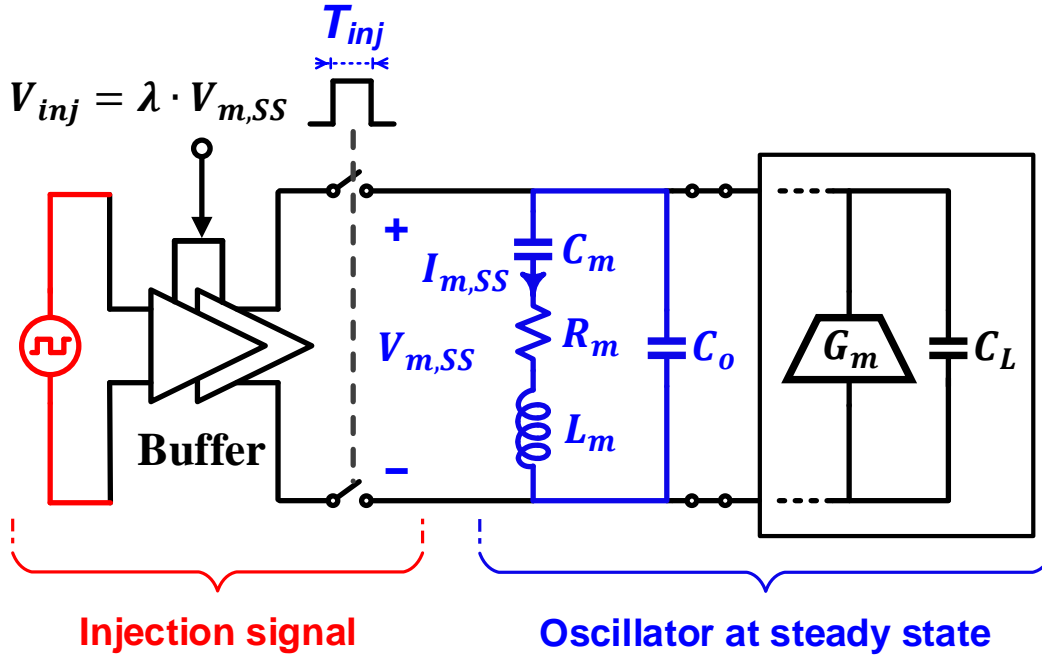 T_inj
V_inj = λ · V_m,SS
+
C_m
I_m,SS
R_m
V_m,SS
C_o
G_m
C_L
L_m
Buffer
−
Injection signal
Oscillator at steady state